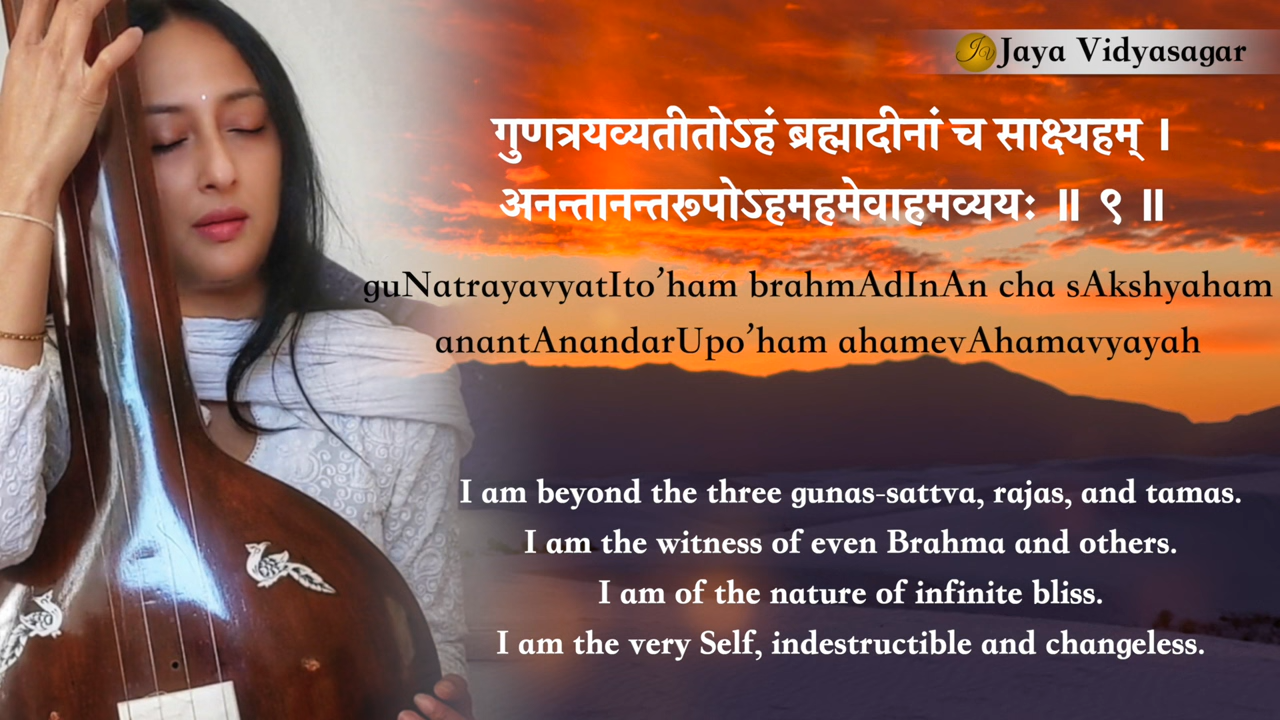 Jaya Vidyasagar
गुणत्रयव्यतीतोऽहं ब्रह्मादीनां च साक्ष्यहम् ।
अनन्तानन्तरूपोऽहमहमेवाहमव्ययः ॥ ९ ॥
guNatrayavyatIto’ham brahmAdInAn cha sAkshyaham
anantAnandarUpo’ham ahamevAhamavyayah
I am beyond the three gunas-sattva, rajas, and tamas.
I am the witness of even Brahma and others.
I am of the nature of infinite bliss.
I am the very Self, indestructible and changeless.